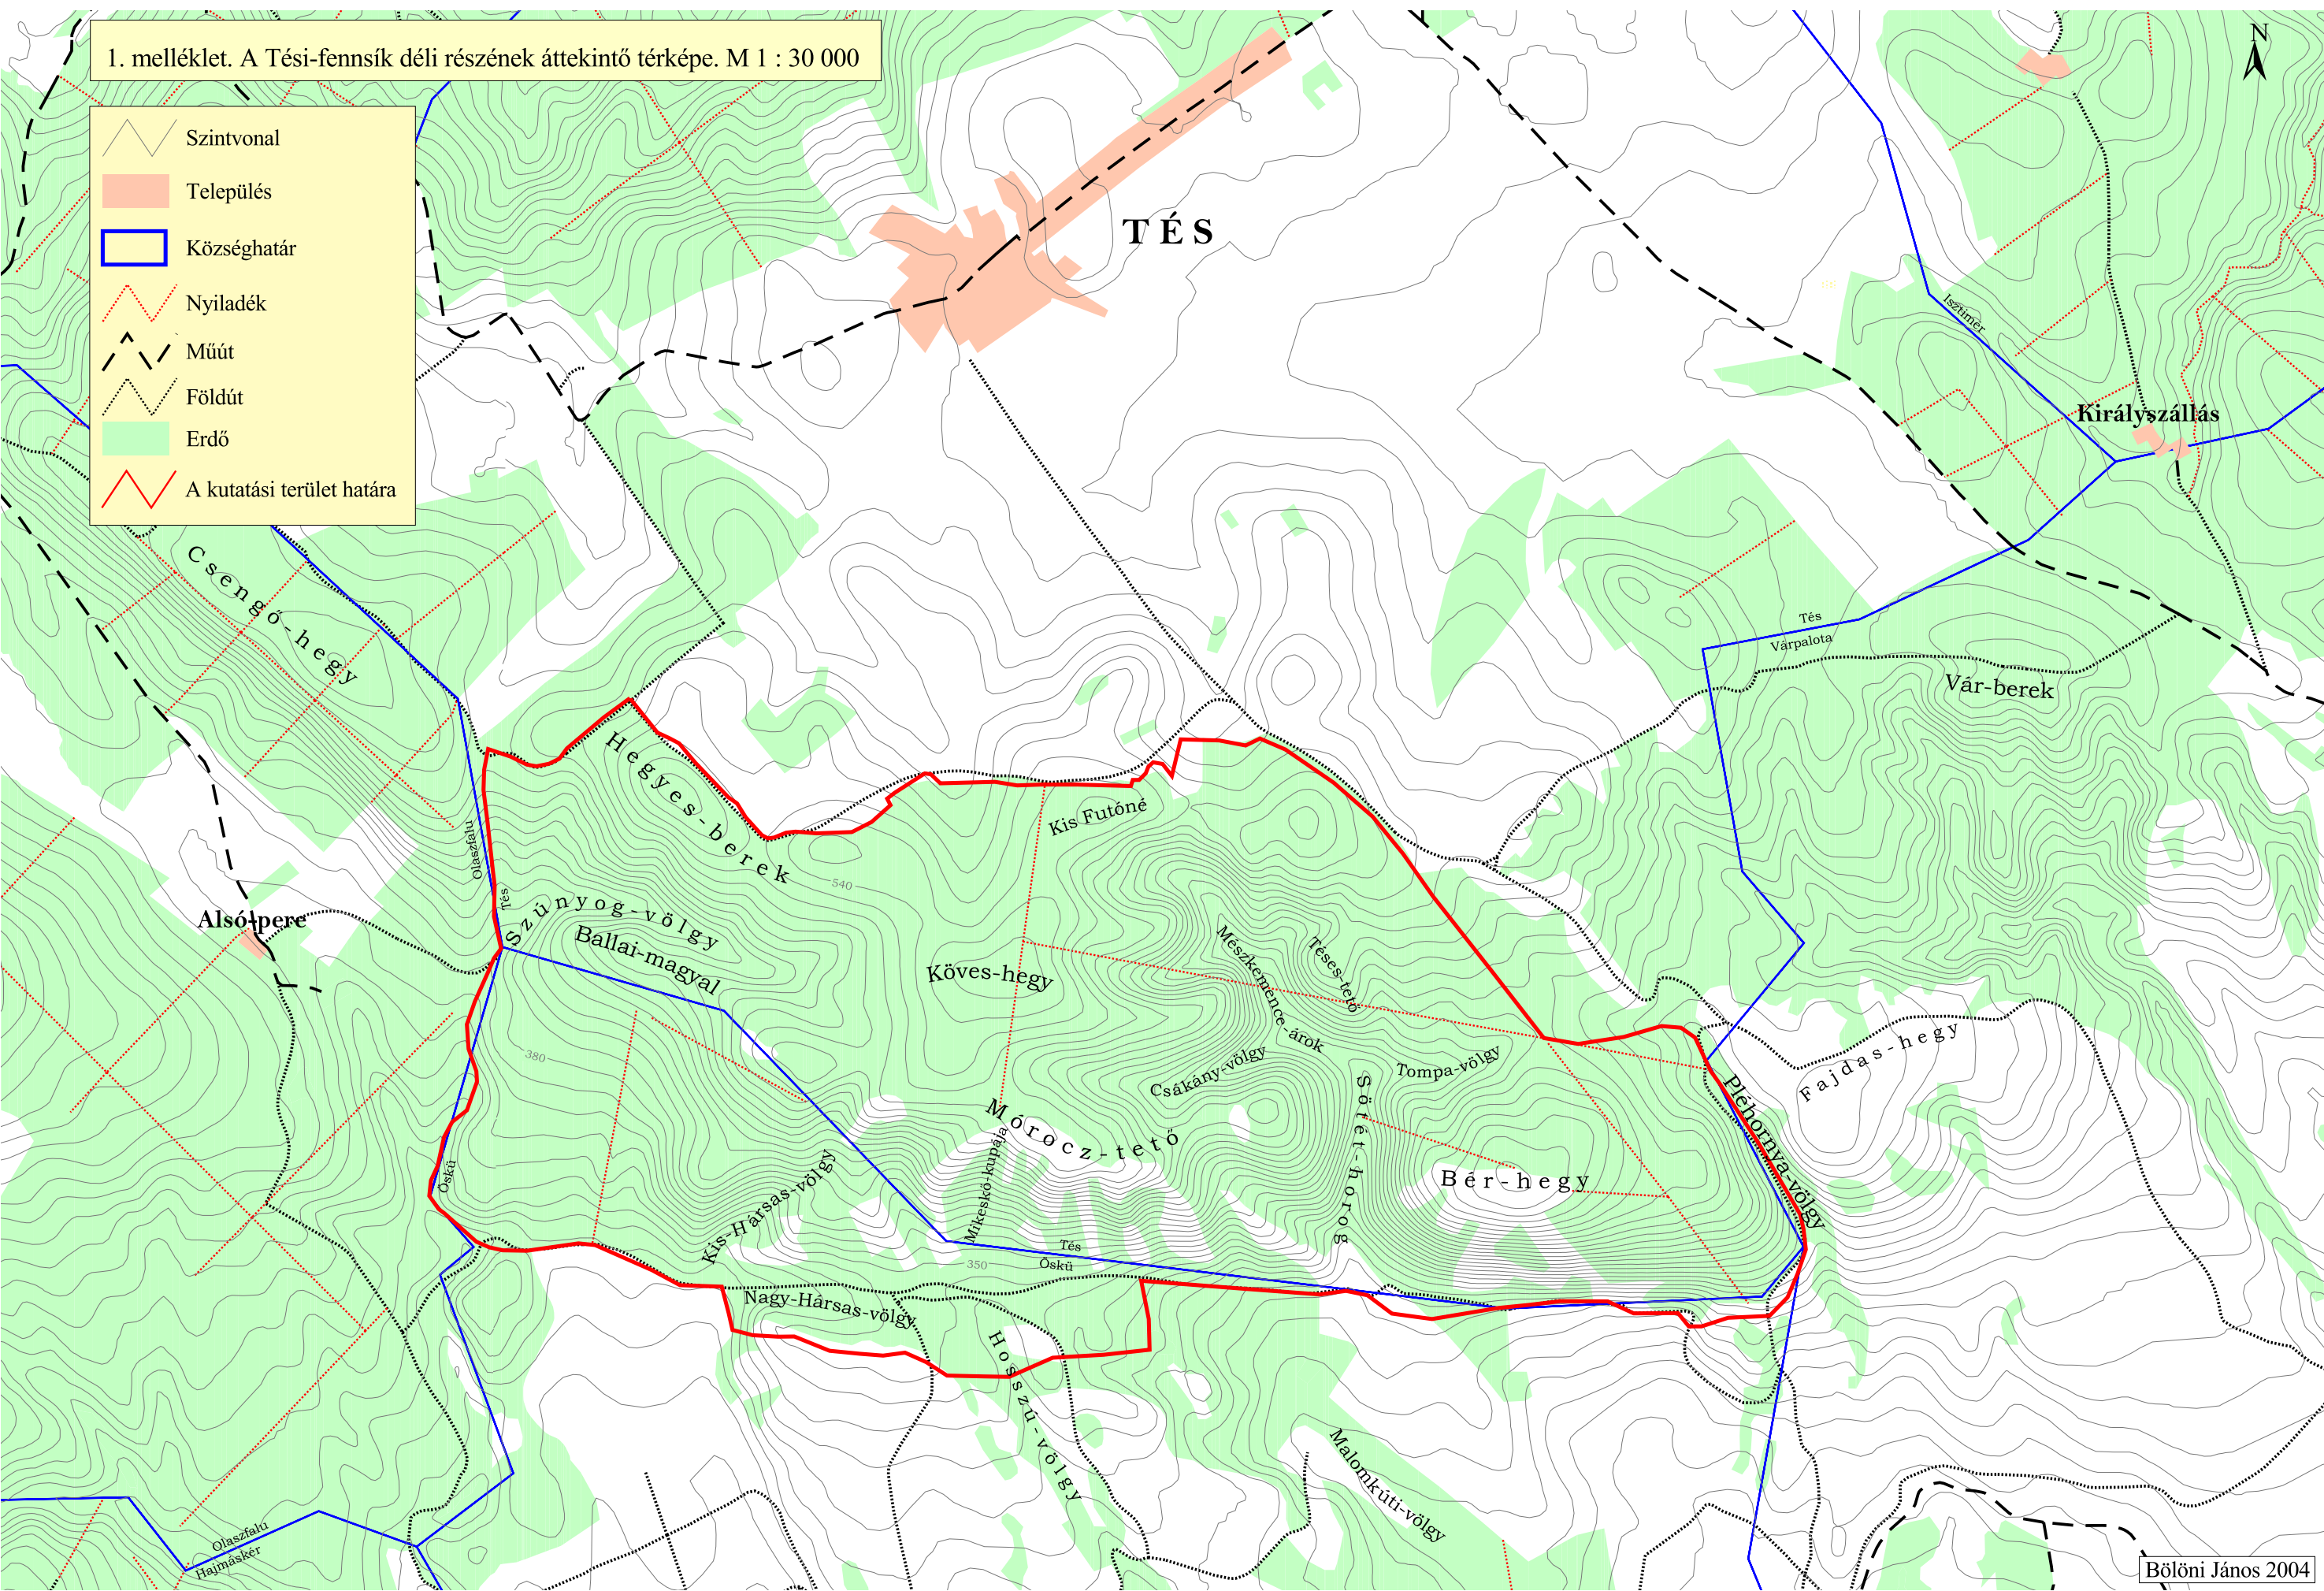 1. melléklet. A Tési-fennsík déli részének áttekintő térképe. M 1 : 30 000
N
Szintvonal
Település
Községhatár
Nyiladék
Műút
Földút
Erdő
A kutatási terület határa
TÉS
Isztimér
Királyszállás
Csengő-hegy
Tés
Várpalota
Vár-berek
Hegyes-berek
Kis Futóné
Olaszfalu
Tés
540
Alsó-pere
Szúnyog-völgy
Ballai-magyal
Köves-hegy
Mészkemence-árok
Téses-tető
380
Csákány-völgy
Tompa-völgy
Fajdas-hegy
Mórocz-tető
Sötét-horog
Pléhornya-völgy
Mikeskő-kupája
Kis-Hársas-völgy
Bér-hegy
Öskü
Tés
Öskü
350
Nagy-Hársas-völgy
Hosszú-völgy
Malomkúti-völgy
Olaszfalu
Hajmáskér
Bölöni János 2004